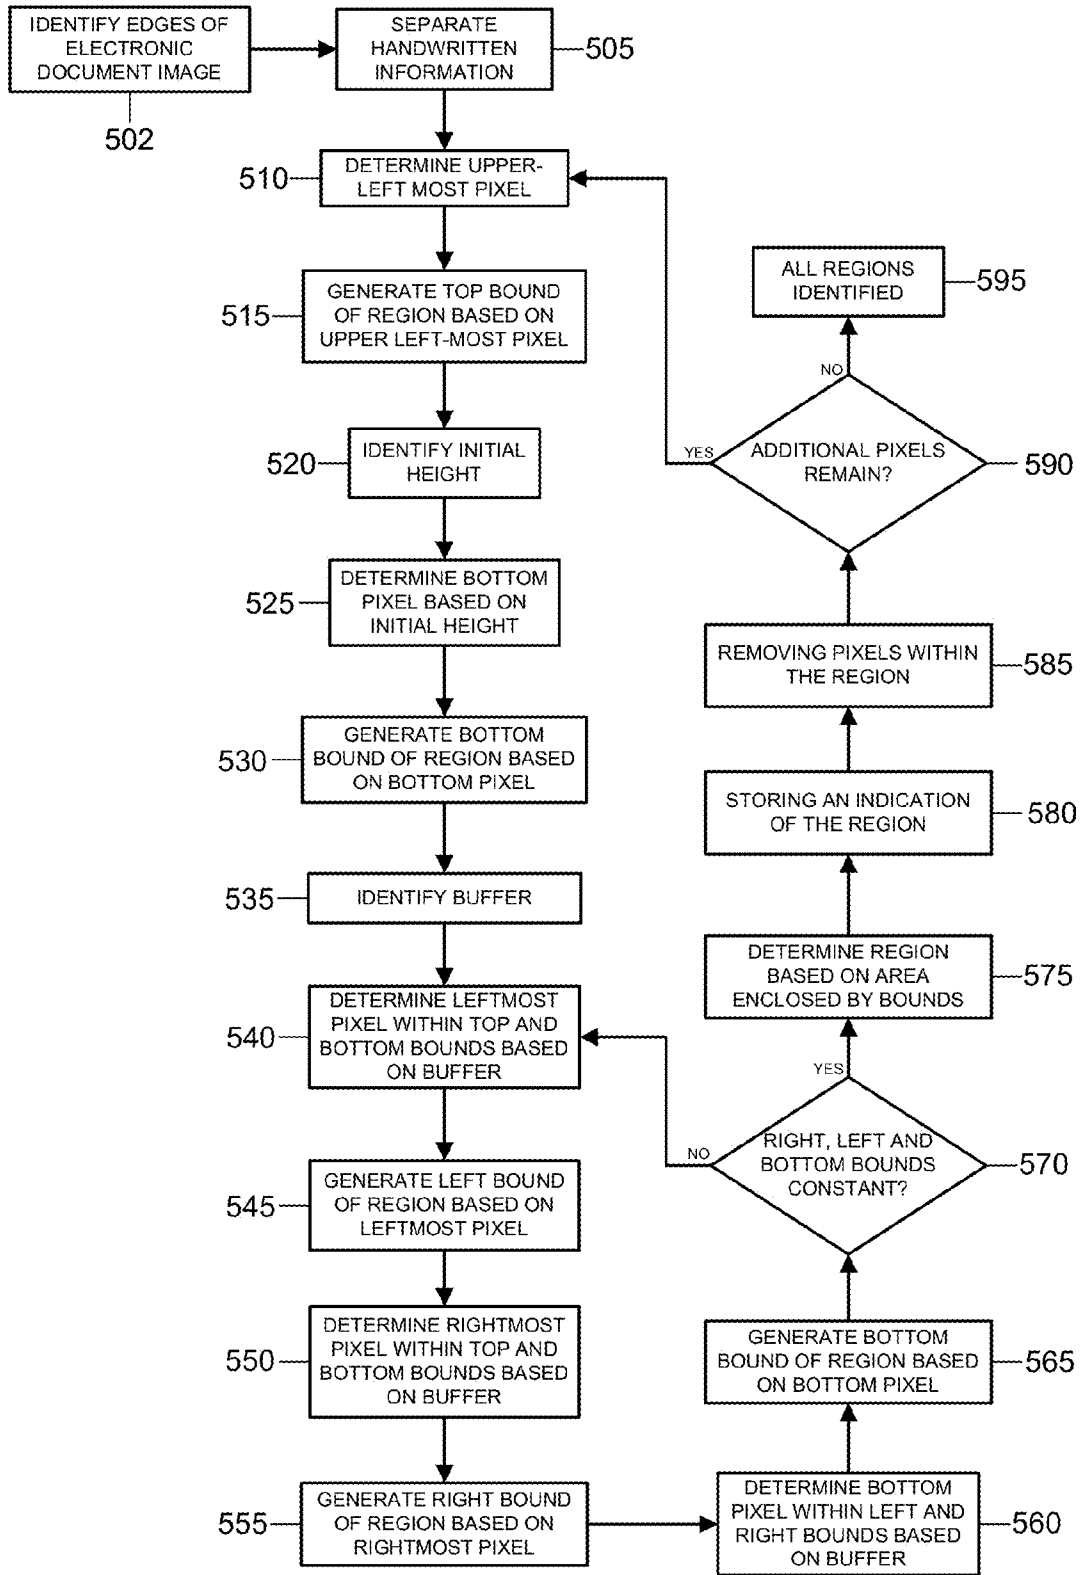 IDENTIFY EDGES OF
ELECTRONIC
DOCUMENT IMAGE
502
SEPARATE
HANDWRITTEN
INFORMATION
505
510
DETERMINE UPPER-
LEFT MOST PIXEL
515
GENERATE TOP BOUND
OF REGION BASED ON
UPPER LEFT-MOST PIXEL
520
IDENTIFY INITIAL
HEIGHT
525
DETERMINE BOTTOM
PIXEL BASED ON
INITIAL HEIGHT
530
GENERATE BOTTOM
BOUND OF REGION BASED
ON BOTTOM PIXEL
535
IDENTIFY BUFFER
540
DETERMINE LEFTMOST
PIXEL WITHIN TOP AND
BOTTOM BOUNDS BASED
ON BUFFER
545
GENERATE LEFT BOUND
OF REGION BASED ON
LEFTMOST PIXEL
550
DETERMINE RIGHTMOST
PIXEL WITHIN TOP AND
BOTTOM BOUNDS BASED
ON BUFFER
555
GENERATE RIGHT BOUND
OF REGION BASED ON
RIGHTMOST PIXEL
DETERMINE BOTTOM
PIXEL WITHIN LEFT AND
RIGHT BOUNDS BASED
ON BUFFER
560
GENERATE BOTTOM
BOUND OF REGION BASED
ON BOTTOM PIXEL
565
RIGHT, LEFT AND
BOTTOM BOUNDS
CONSTANT?
570
NO
YES
DETERMINE REGION
BASED ON AREA
ENCLOSED BY BOUNDS
575
STORING AN INDICATION
OF THE REGION
580
REMOVING PIXELS WITHIN
THE REGION
585
ADDITIONAL PIXELS
REMAIN?
590
YES
NO
ALL REGIONS
IDENTIFIED
595